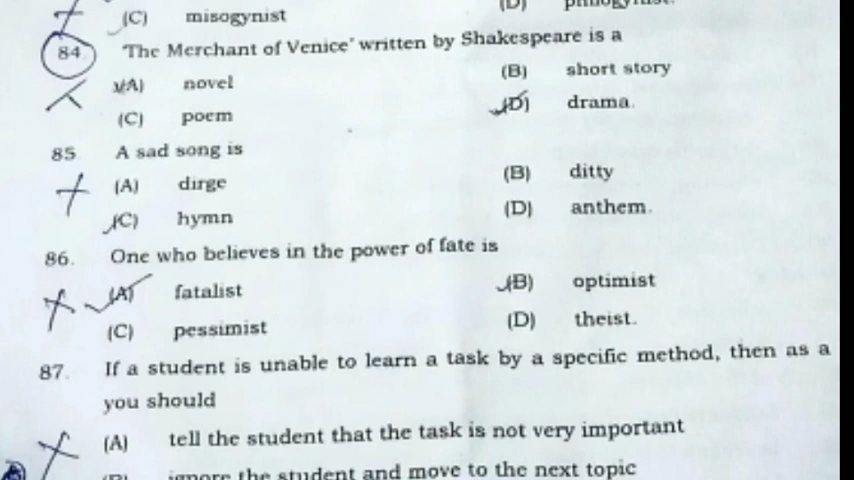 (C) misogynist (D)
84 'The Merchant of Venice' written by Shakespeare is a
(A) novel (B) short story
(C) poem (D) drama.
85. A sad song is
(A) dirge (B) ditty
(C) hymn (D) anthem.
86. One who believes in the power of fate is
(A) fatalist (B) optimist
(C) pessimist (D) theist.
87. If a student is unable to learn a task by a specific method, then as a
you should
(A) tell the student that the task is not very important
(B) ignore the student and move to the next topic